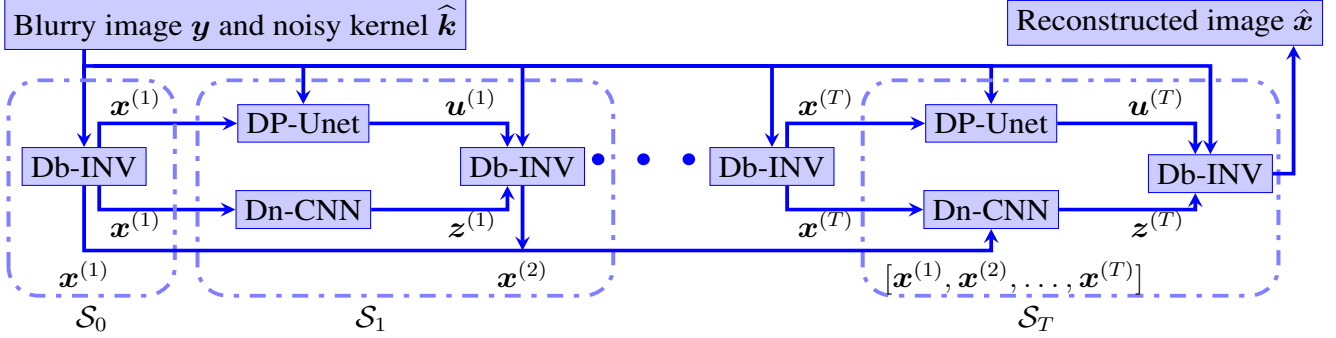 Blurry image y and noisy kernel k̂
Reconstructed image x̂
x^(1)
DP-Unet
u^(1)
x^(T)
DP-Unet
u^(T)
Db-INV
Db-INV
• • •
Db-INV
Db-INV
x^(1)
Dn-CNN
z^(1)
x^(T)
Dn-CNN
z^(T)
x^(1)
x^(2)
[x^(1), x^(2), . . . , x^(T)]
S_0
S_1
S_T